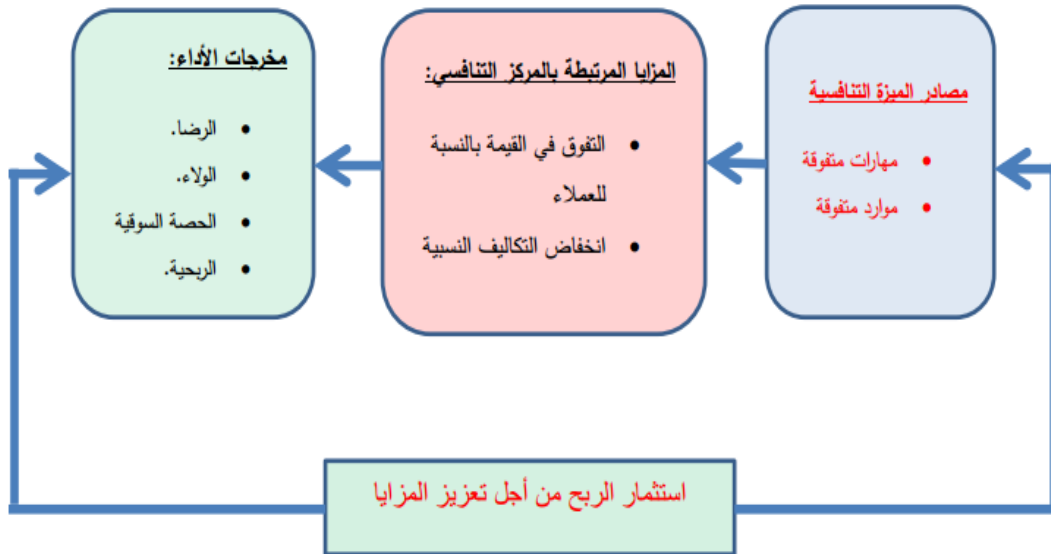 مصادر الميزة التنافسية
• مهارات متفوقة
• موارد متفوقة
المزايا المرتبطة بالمركز التنافسي:
• التفوق في القيمة بالنسبة
للعملاء
• انخفاض التكاليف النسبية
مخرجات الأداء:
• الرضا.
• الولاء.
• الحصة السوقية
• الربحية.
استثمار الربح من أجل تعزيز المزايا